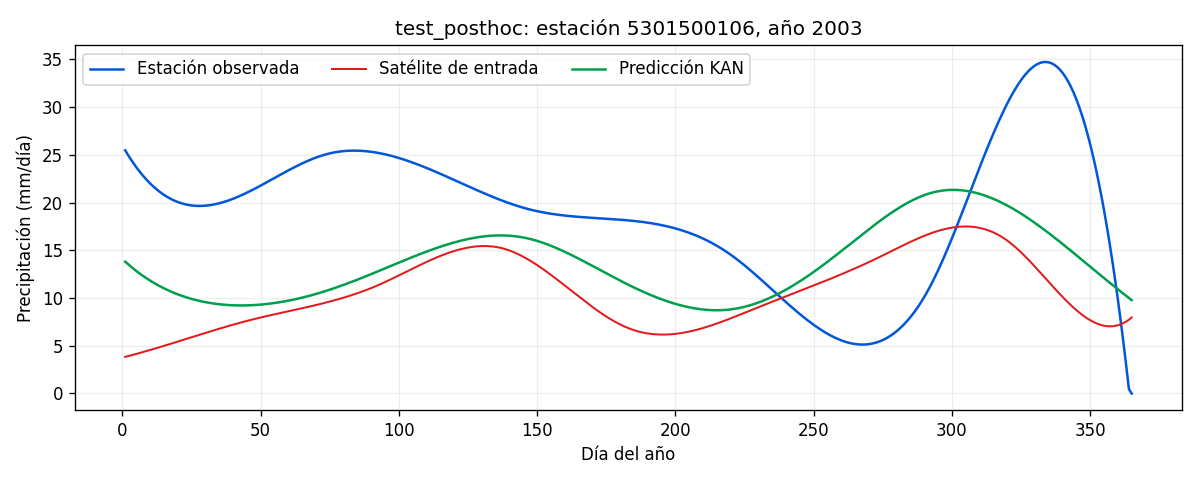 test_posthoc: estación 5301500106, año 2003
Estación observada Satélite de entrada Predicción KAN
Precipitación (mm/día)
35
30
25
20
15
10
5
0
0 50 100 150 200 250 300 350
Día del año